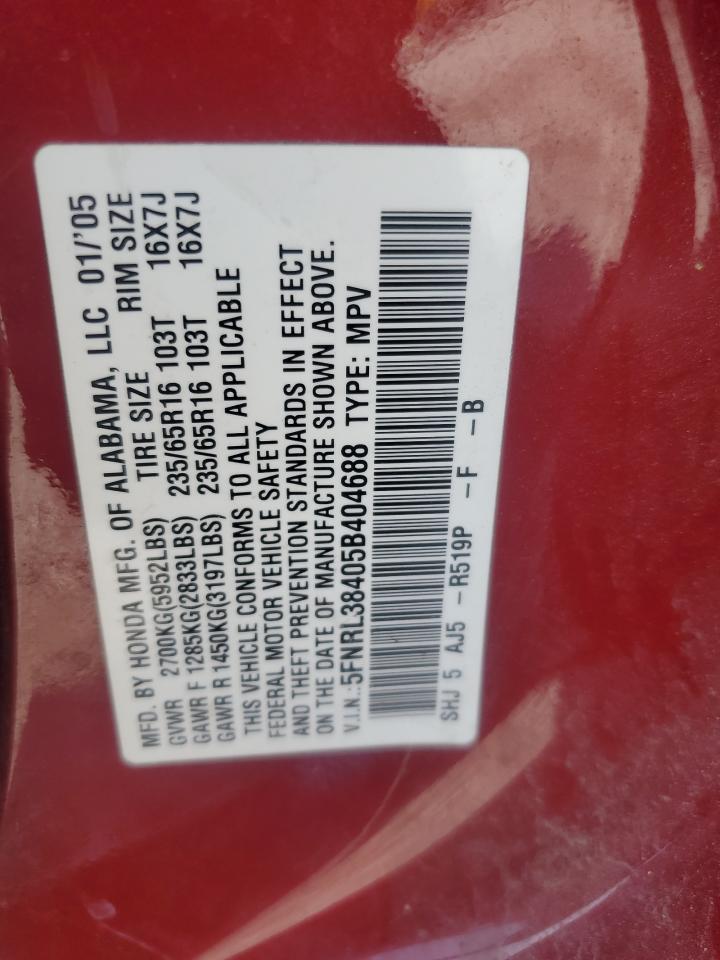 MFD. BY HONDA MFG. OF ALABAMA, LLC 01/'05
GVWR 2700KG(5952LBS) TIRE SIZE RIM SIZE
GAWR F 1285KG(2833LBS) 235/65R16 103T 16X7J
GAWR R 1450KG(3197LBS) 235/65R16 103T 16X7J
THIS VEHICLE CONFORMS TO ALL APPLICABLE
FEDERAL MOTOR VEHICLE SAFETY
AND THEFT PREVENTION STANDARDS IN EFFECT
ON THE DATE OF MANUFACTURE SHOWN ABOVE.
V.I.N.:5FNRL38405B404688 TYPE: MPV
SHJ 5 AJ5 -R519P -F -B